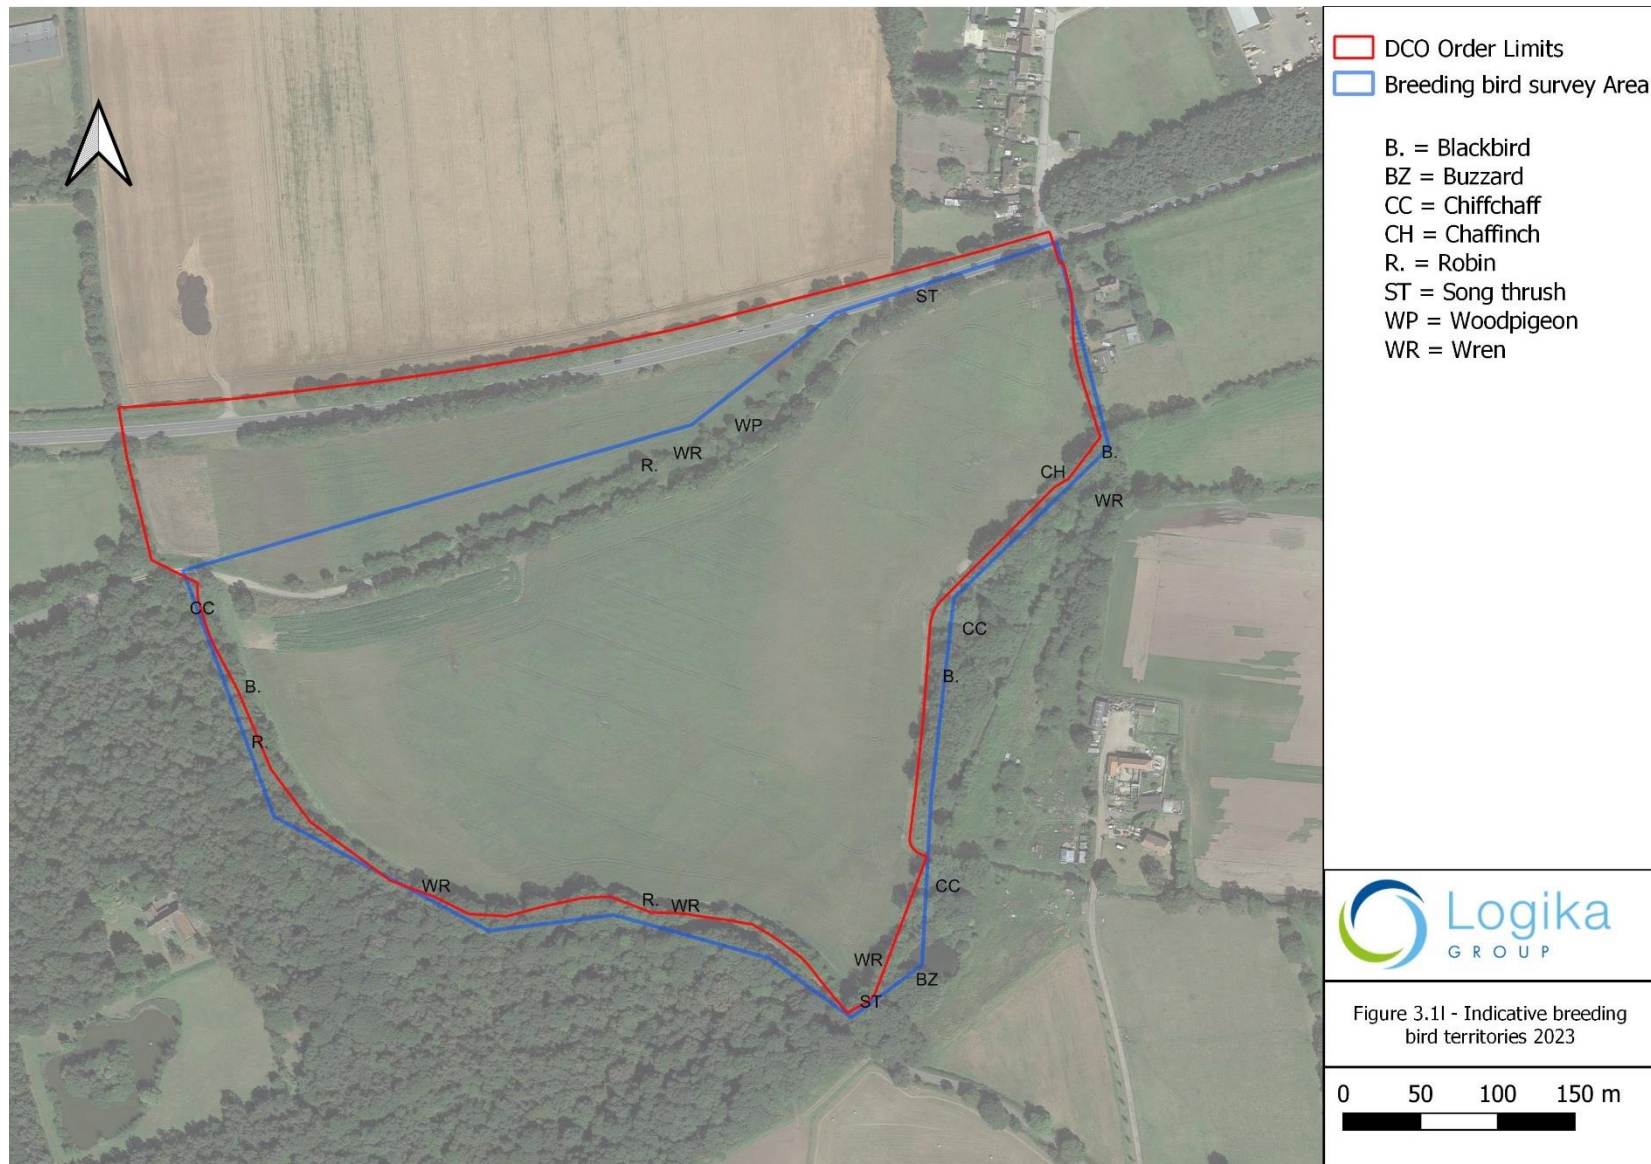 DCO Order Limits
Breeding bird survey Area
B. = Blackbird
BZ = Buzzard
CC = Chiffchaff
CH = Chaffinch
R. = Robin
ST = Song thrush
WP = Woodpigeon
WR = Wren
ST
WP
WR
R.
B.
CH
WR
CC
CC
B.
B.
R.
WR
CC
R.
WR
WR
BZ
ST
Logika
GROUP
Figure 3.1l - Indicative breeding
bird territories 2023
0 50 100 150 m